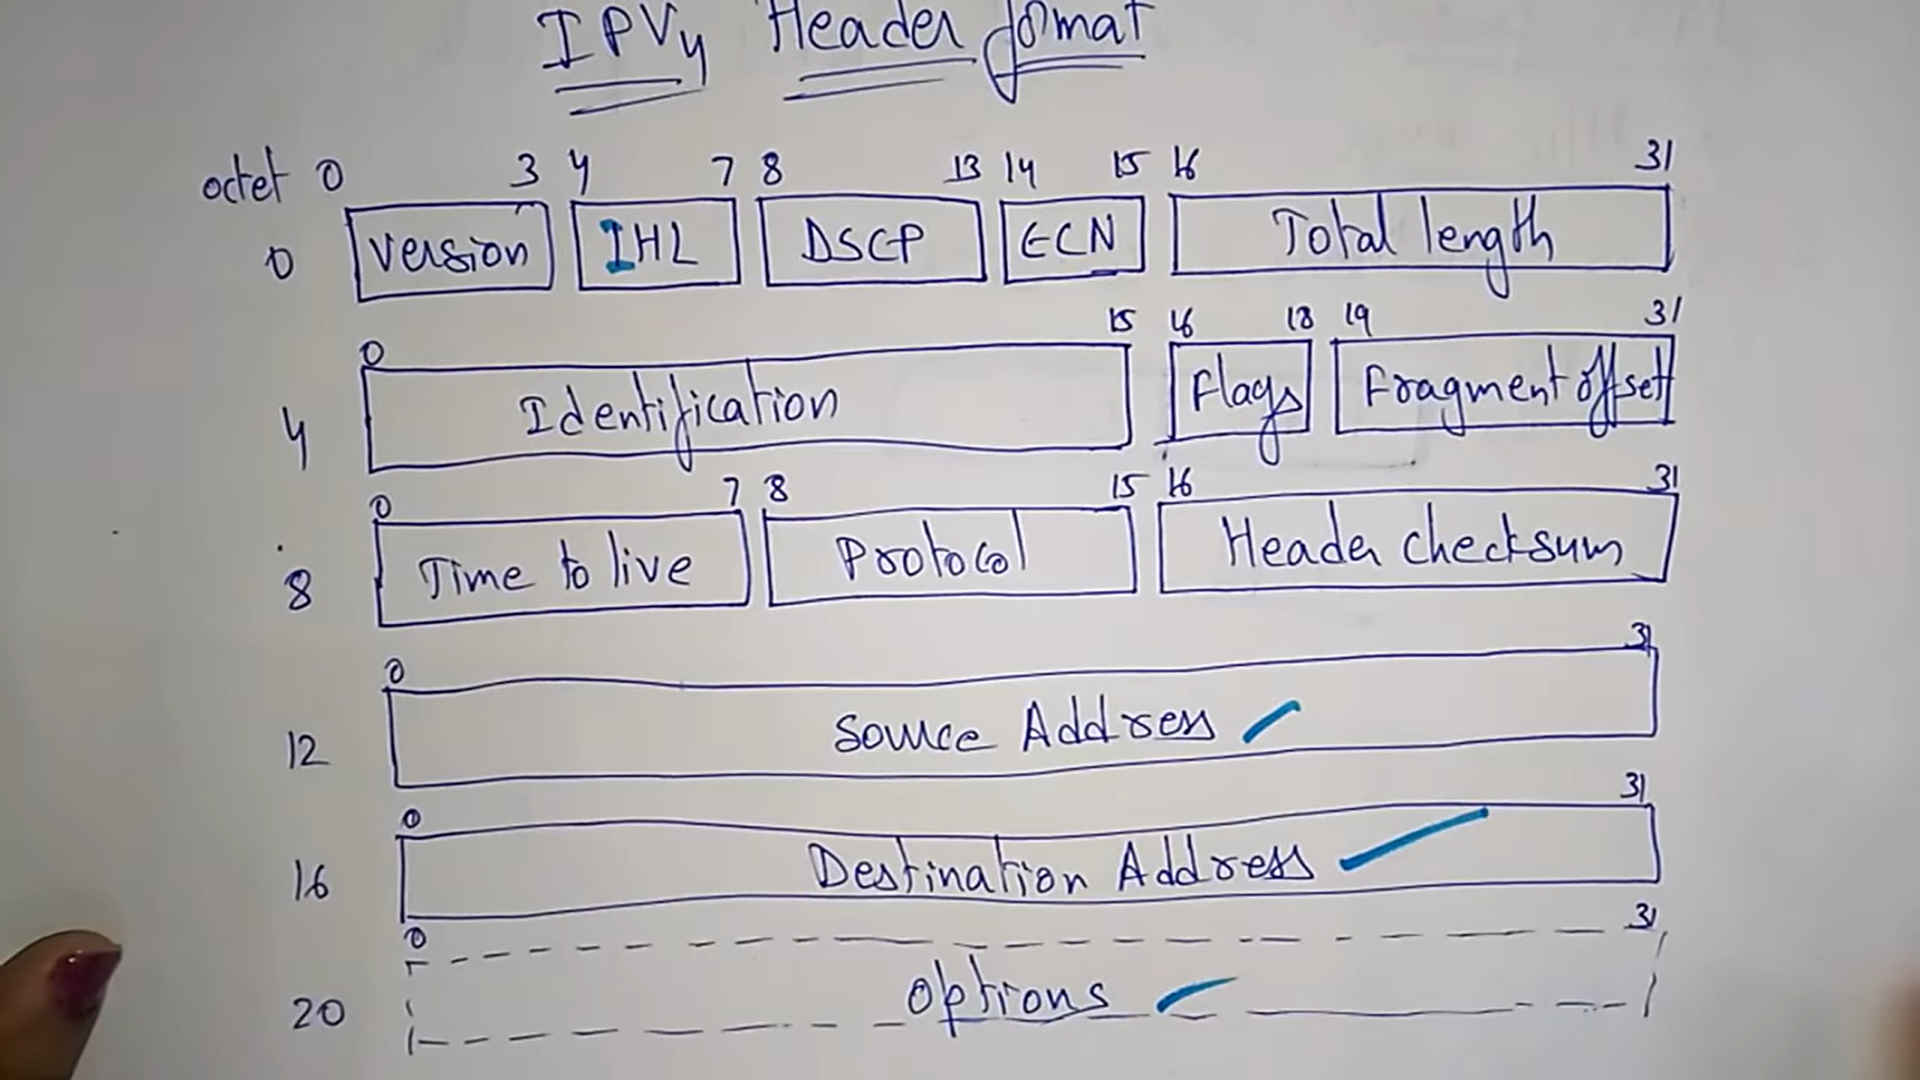 IPV4 Header format
octet 0 3 4 7 8 13 14 15 16 31
0 Version IHL DSCP ECN Total length
0 15 16 18 19 31
4 Identification Flags Fragment offset
0 7 8 15 16 31
8 Time to live Protocol Header checksum
0 31
12 Source Address
0 31
16 Destination Address
0 31
20 options